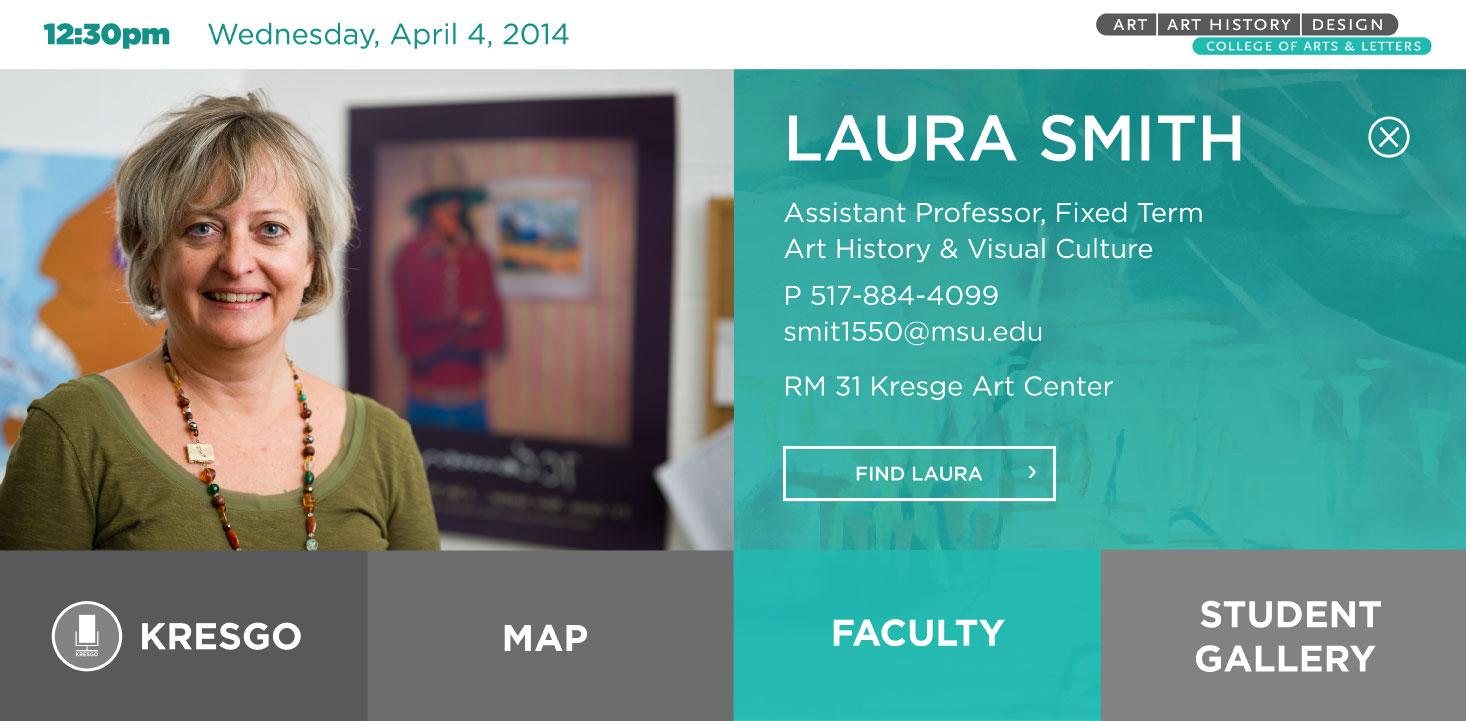 12:30pm
Wednesday, April 4, 2014
ART | ART HISTORY | DESIGN
COLLEGE OF ARTS & LETTERS
LAURA SMITH
Assistant Professor, Fixed Term
Art History & Visual Culture
P 517-884-4099
smit1550@msu.edu
RM 31 Kresge Art Center
FIND LAURA
KRESGO
KRESGO
MAP
FACULTY
STUDENT
GALLERY